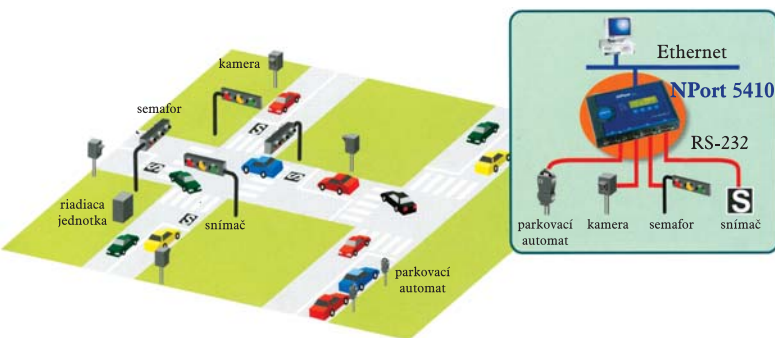 kamera
semafor
riadiaca
jednotka
snímač
parkovací
automat
S
S
S
S
Ethernet
NPort 5410
RS-232
parkovací
automat
kamera
semafor
snímač
S